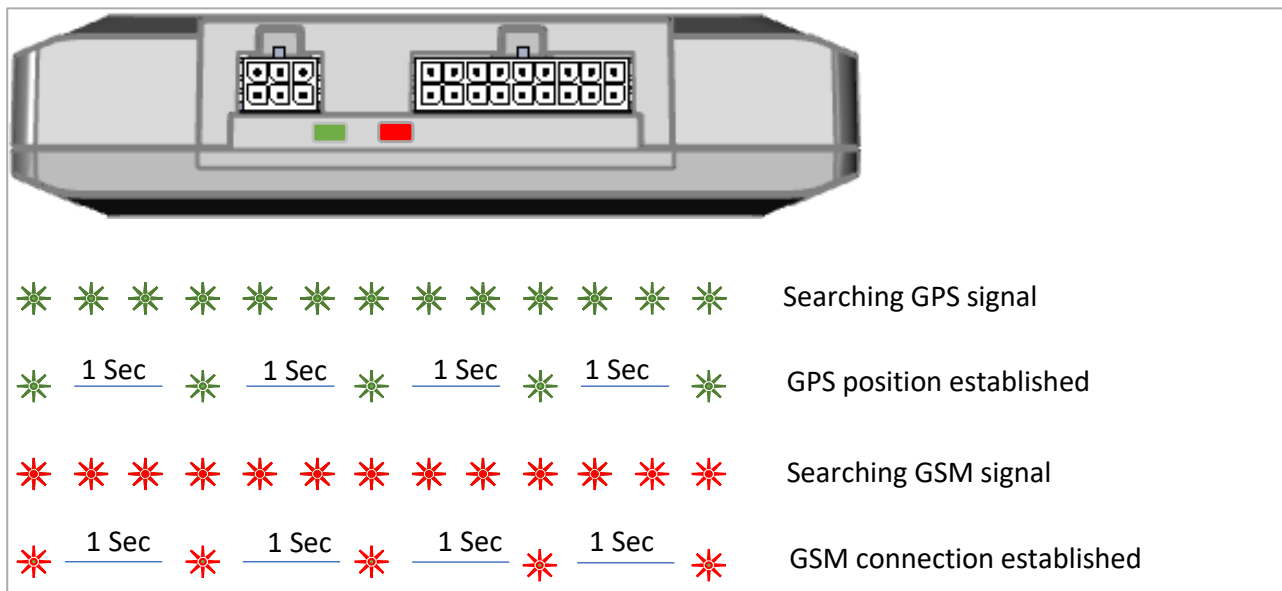 Searching GPS signal
1 Sec 1 Sec 1 Sec 1 Sec GPS position established
Searching GSM signal
1 Sec 1 Sec 1 Sec 1 Sec GSM connection established